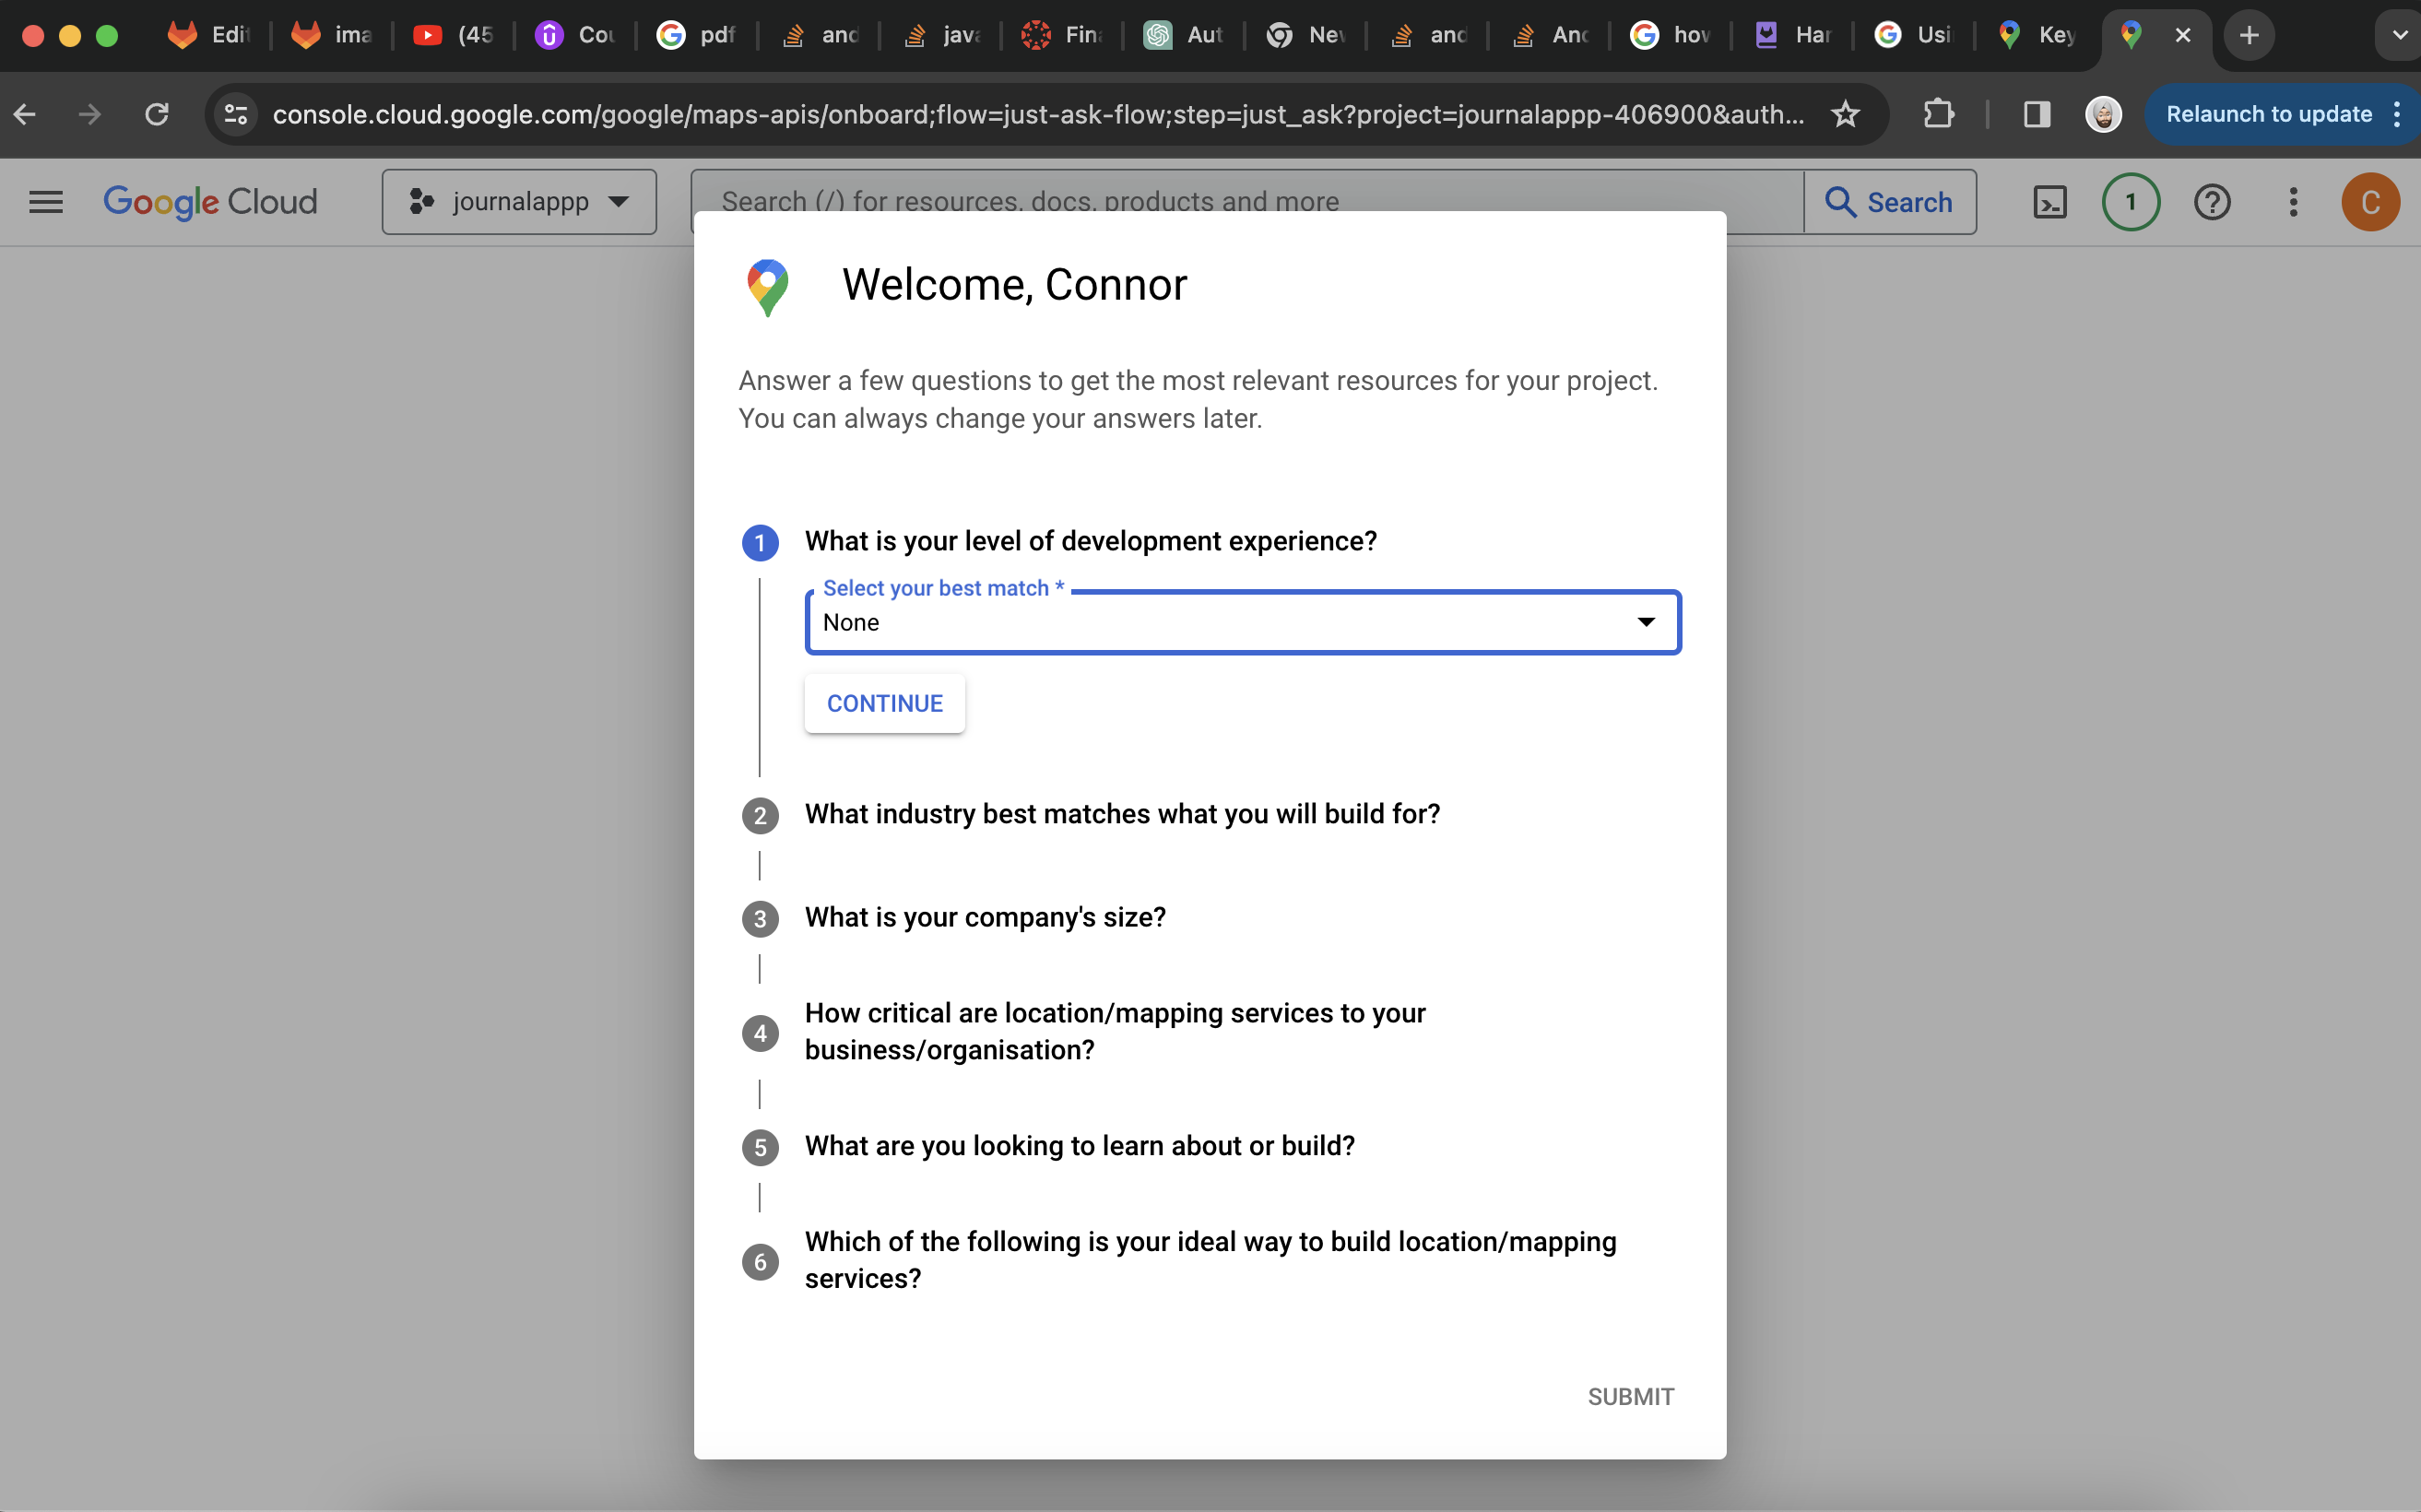 Edit
ima
(45
Cou
pdf
and
java
Fina
Aut
New
and
And
how
Har
Usi
Key
console.cloud.google.com/google/maps-apis/onboard;flow=just-ask-flow;step=just_ask?project=journalappp-406900&auth...
Relaunch to update
Google Cloud
journalappp
Search (/) for resources, docs, products and more
Search
1
C
Welcome, Connor
Answer a few questions to get the most relevant resources for your project.
You can always change your answers later.
1
What is your level of development experience?
Select your best match *
None
CONTINUE
2
What industry best matches what you will build for?
3
What is your company's size?
4
How critical are location/mapping services to your
business/organisation?
5
What are you looking to learn about or build?
6
Which of the following is your ideal way to build location/mapping
services?
SUBMIT